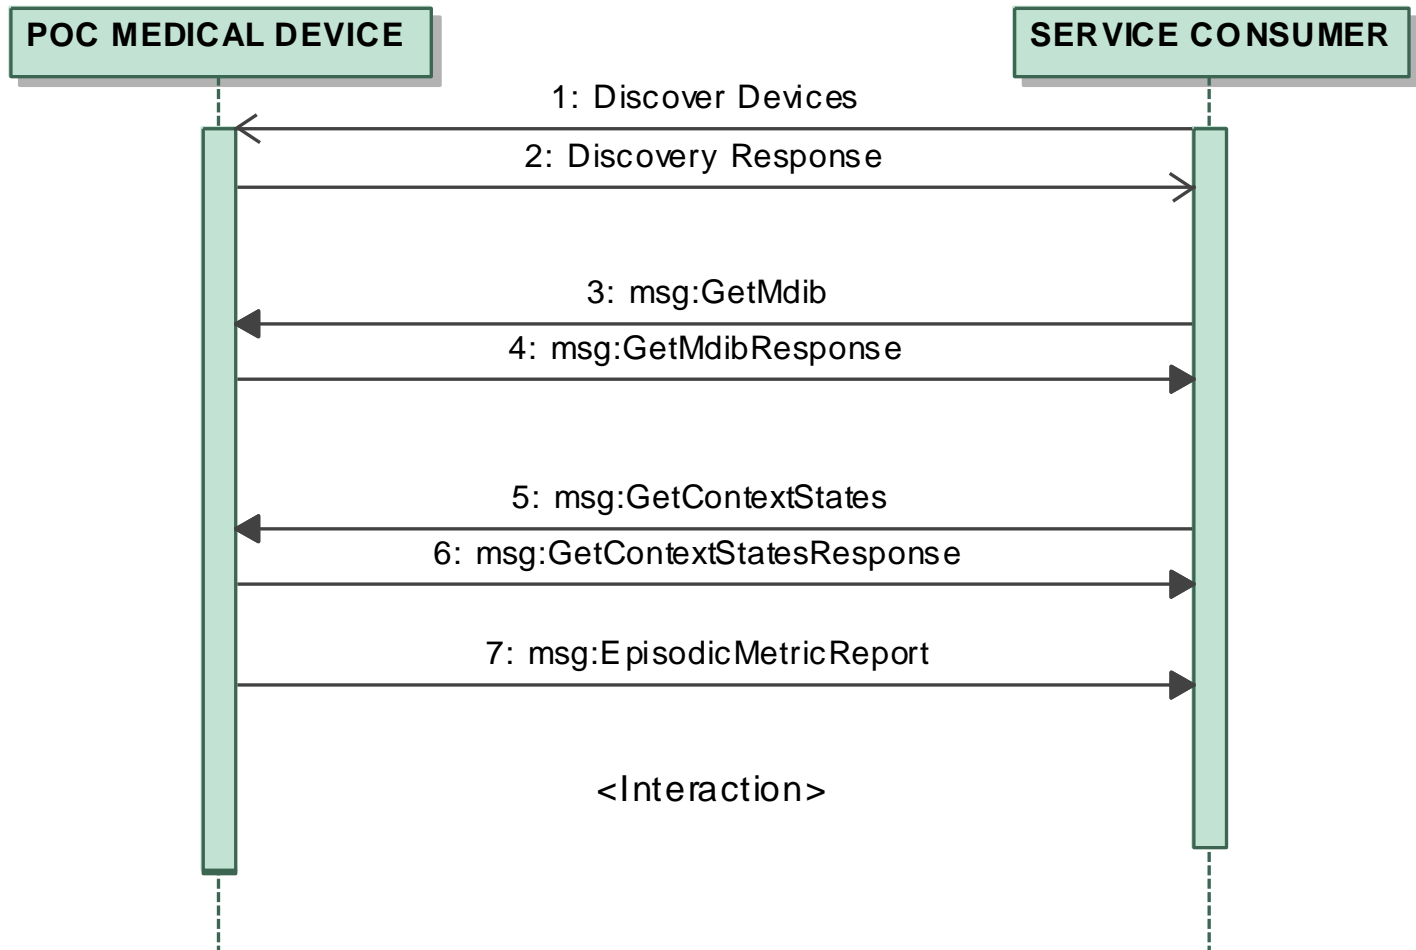 POC MEDICAL DEVICE
SERVICE CONSUMER
1: Discover Devices
2: Discovery Response
3: msg:GetMdib
4: msg:GetMdibResponse
5: msg:GetContextStates
6: msg:GetContextStatesResponse
7: msg:EpisodicMetricReport
<Interaction>